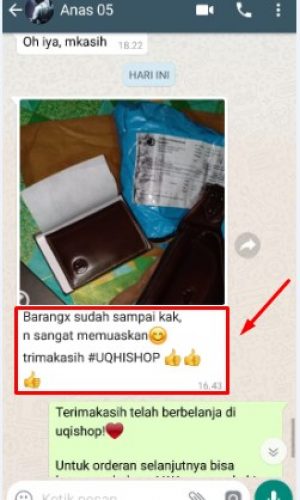 Anas 05
Oh iya, mkasih 18.22
HARI INI
Barangx sudah sampai kak,
n sangat memuaskan😊
trimakasih #UQHISHOP 👍👍
👍 16.43
Terimakasih telah berbelanja di
uqishop!❤️
Untuk orderan selanjutnya bisa
Ketik pesan